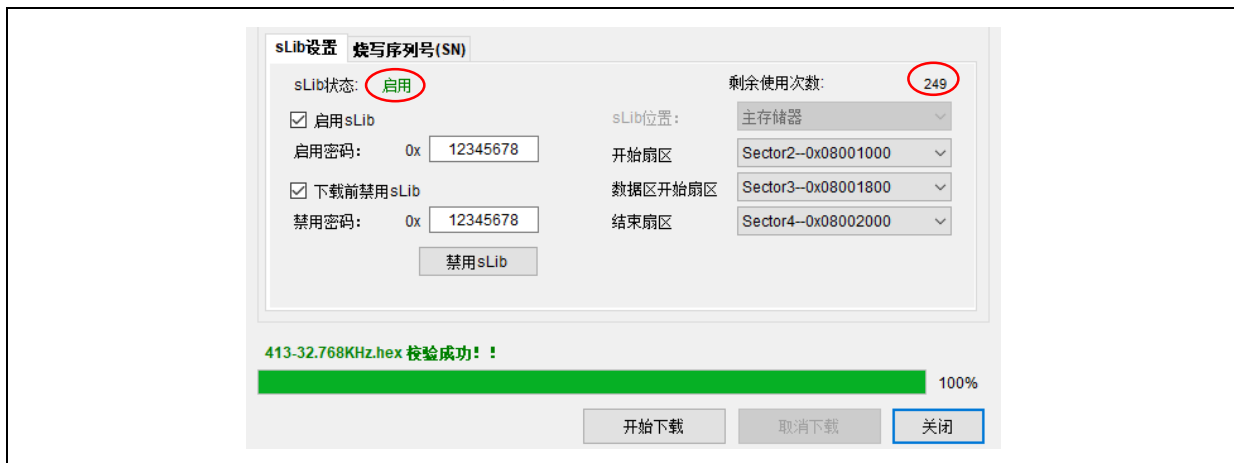 sLib设置 烧写序列号(SN)
sLib状态: 启用 剩余使用次数: 249
启用sLib sLib位置: 主存储器
启用密码: 0x 12345678 开始扇区 Sector2--0x08001000
下载前禁用sLib 数据区开始扇区 Sector3--0x08001800
禁用密码: 0x 12345678 结束扇区 Sector4--0x08002000
禁用sLib
413-32.768KHz.hex 校验成功!!
100%
开始下载 取消下载 关闭